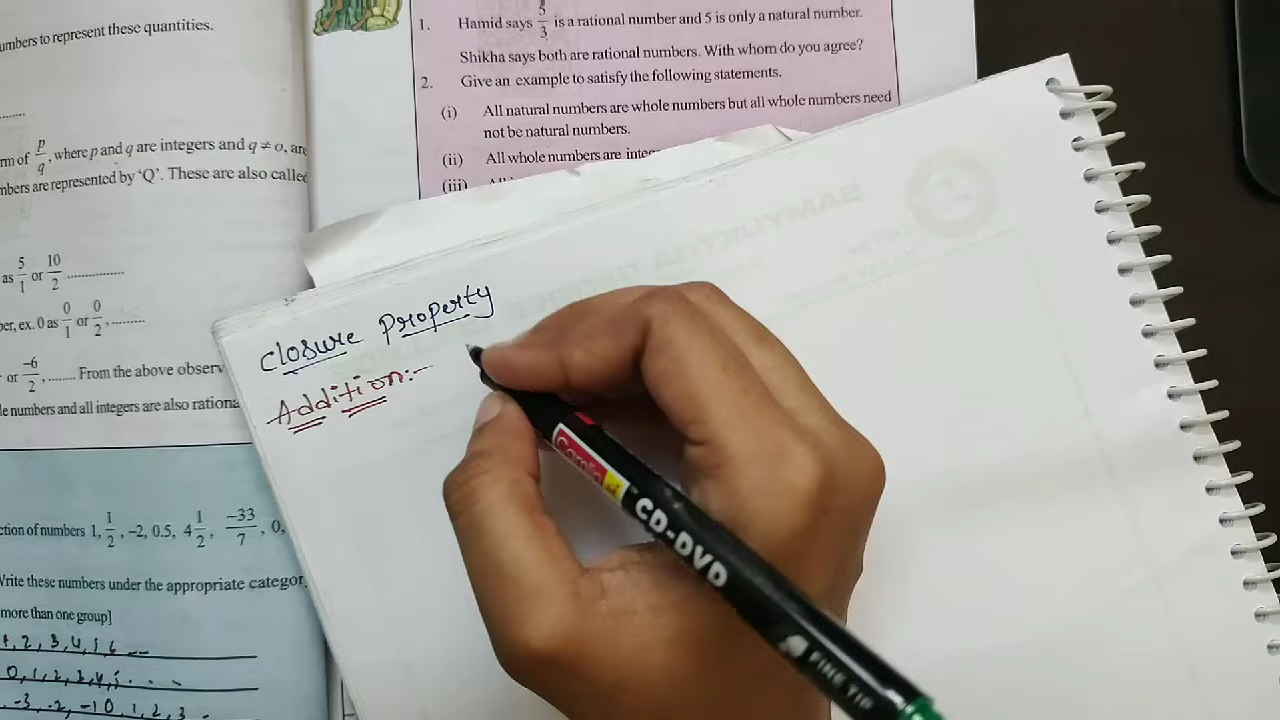 umbers to represent these quantities.
rm of p/q, where p and q are integers and q ≠ o, are
mbers are represented by ‘Q’. These are also called
as 5/1 or 10/2 ................
ber, ex. 0 as 0/1 or 0/2, .........
or -6/2, ....... From the above observ
le numbers and all integers are also rationa
ction of numbers 1, 1/2, -2, 0.5, 4 1/2, -33/7, 0,
Write these numbers under the appropriate categor
more than one group]
1, 2, 3, 4, 5, 6 --
0, 1, 2, 3, 4, 5 . . .
-3, -2, -10, 1, 2, 3
1. Hamid says 5/3 is a rational number and 5 is only a natural number.
Shikha says both are rational numbers. With whom do you agree?
2. Give an example to satisfy the following statements.
(i) All natural numbers are whole numbers but all whole numbers need
not be natural numbers.
(ii) All whole numbers are inte
(iii) All
closure Property
Addition:-
Camlin
CD-DVD
FINE TIP